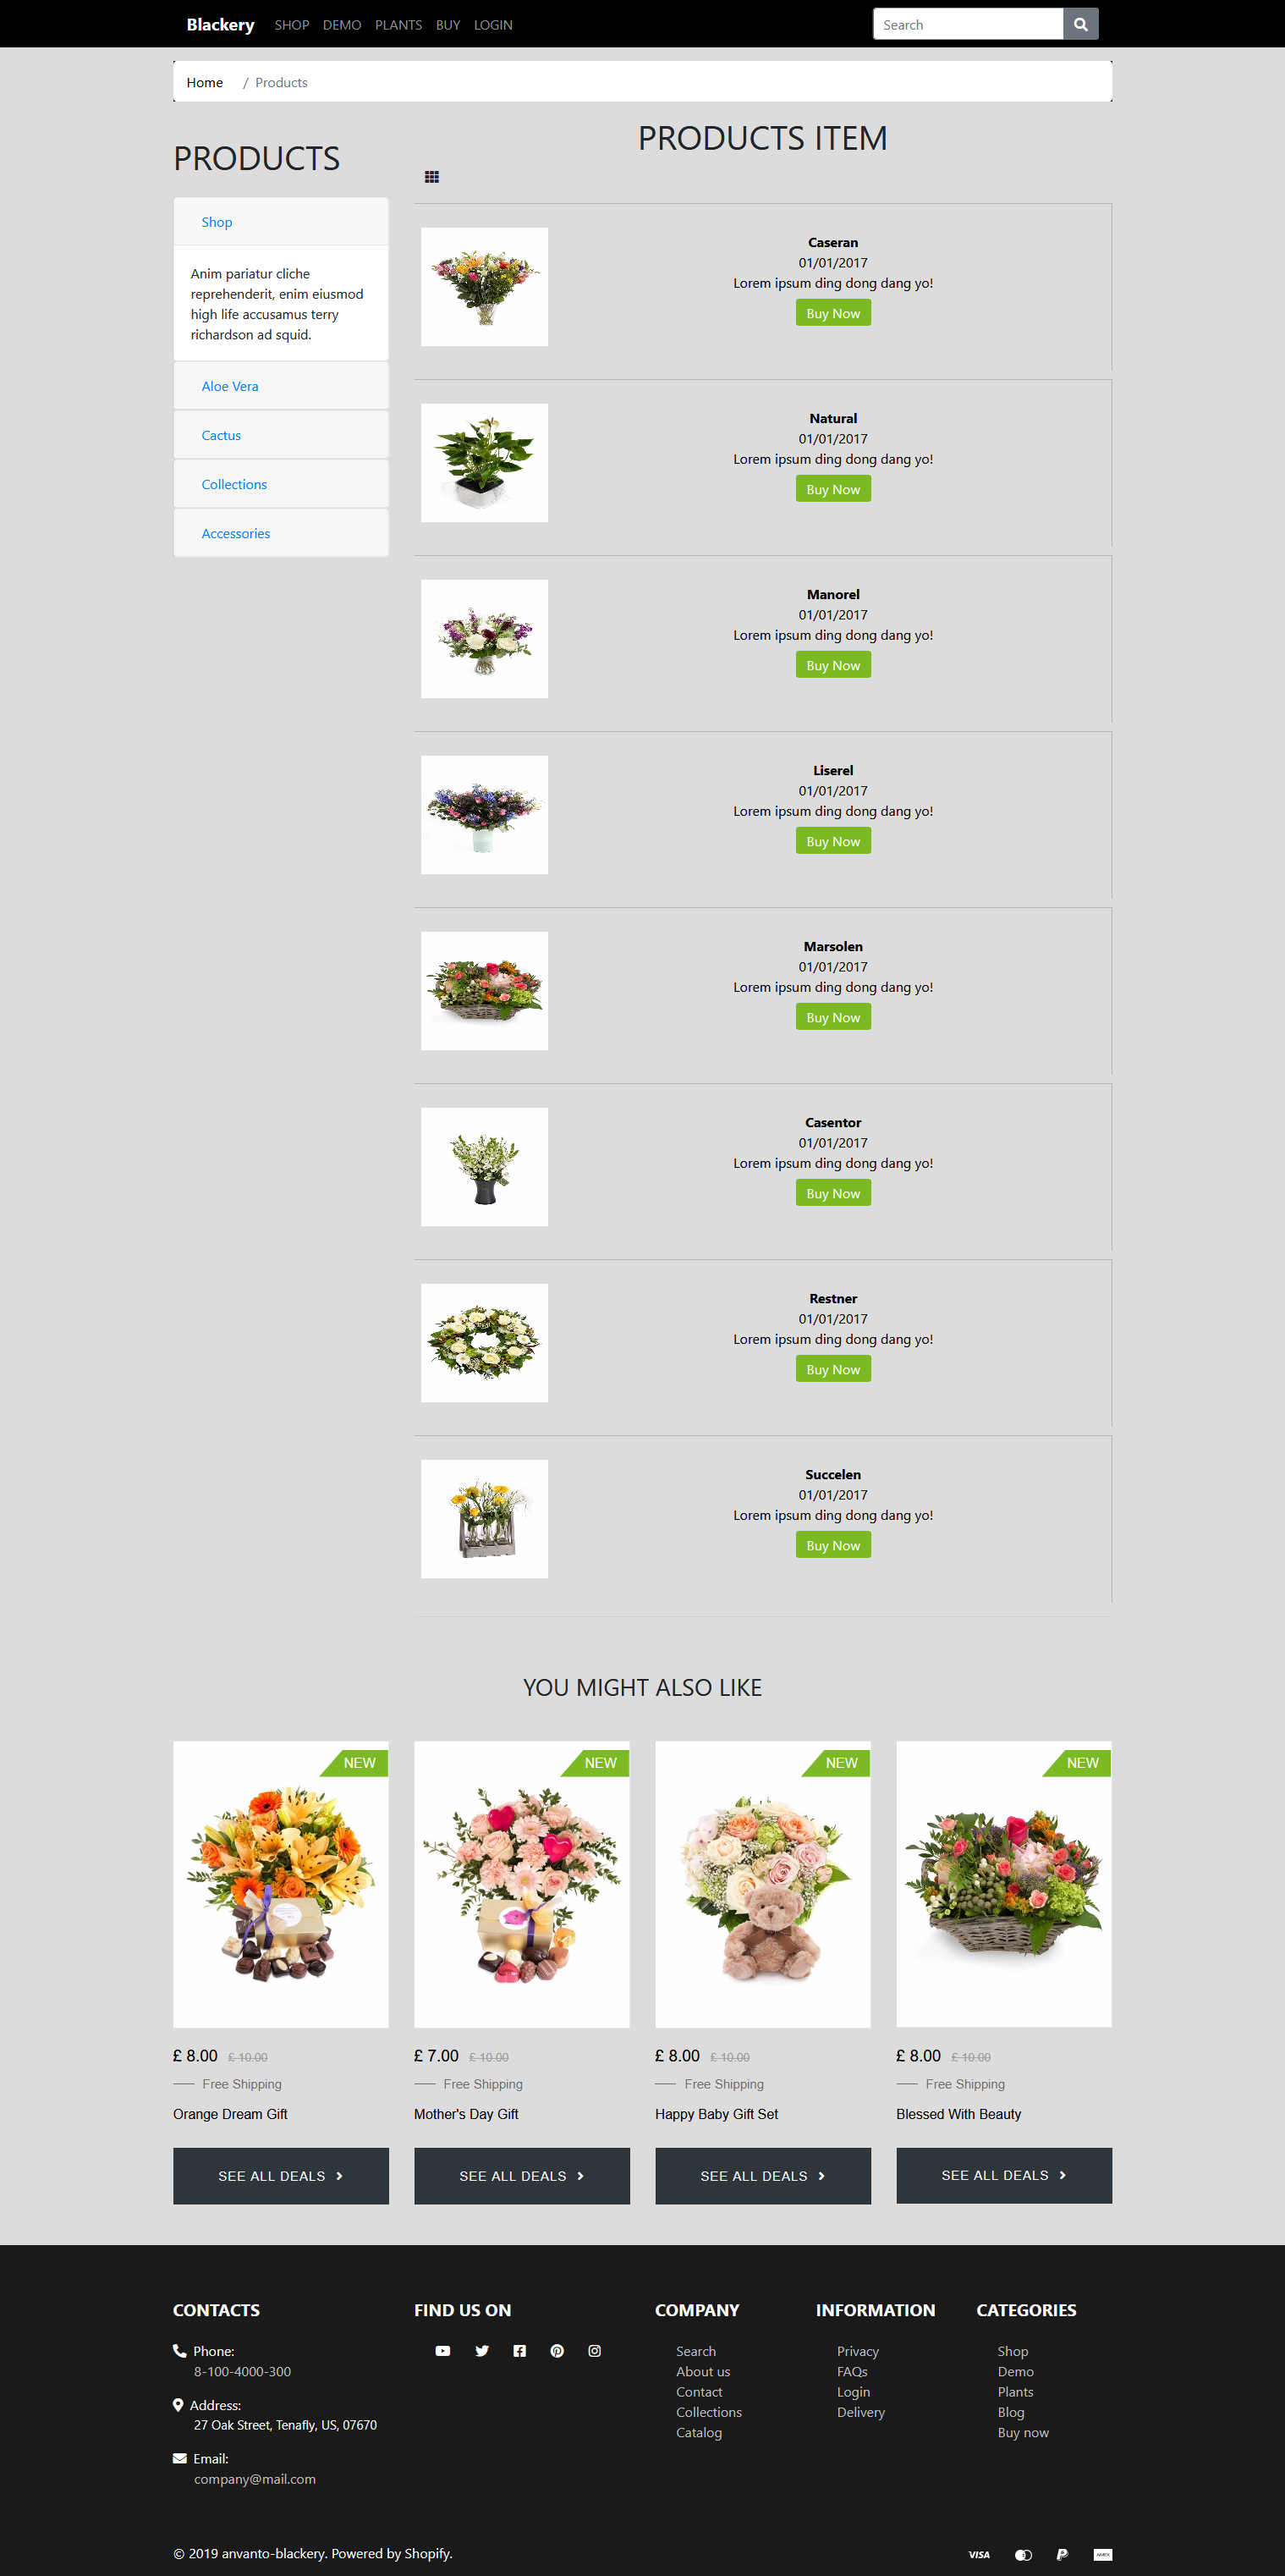 Blackery SHOP DEMO PLANTS BUY LOGIN Search
Home / Products
PRODUCTS
Shop
Anim pariatur cliche
reprehenderit, enim eiusmod
high life accusamus terry
richardson ad squid.
Aloe Vera
Cactus
Collections
Accessories
PRODUCTS ITEM
Caseran
01/01/2017
Lorem ipsum ding dong dang yo!
Buy Now
Natural
01/01/2017
Lorem ipsum ding dong dang yo!
Buy Now
Manorel
01/01/2017
Lorem ipsum ding dong dang yo!
Buy Now
Liserel
01/01/2017
Lorem ipsum ding dong dang yo!
Buy Now
Marsolen
01/01/2017
Lorem ipsum ding dong dang yo!
Buy Now
Casentor
01/01/2017
Lorem ipsum ding dong dang yo!
Buy Now
Restner
01/01/2017
Lorem ipsum ding dong dang yo!
Buy Now
Succelen
01/01/2017
Lorem ipsum ding dong dang yo!
Buy Now
YOU MIGHT ALSO LIKE
NEW
£ 8.00 £ 10.00
Free Shipping
Orange Dream Gift
SEE ALL DEALS
NEW
£ 7.00 £ 10.00
Free Shipping
Mother's Day Gift
SEE ALL DEALS
NEW
£ 8.00 £ 10.00
Free Shipping
Happy Baby Gift Set
SEE ALL DEALS
NEW
£ 8.00 £ 10.00
Free Shipping
Blessed With Beauty
SEE ALL DEALS
CONTACTS
Phone:
8-100-4000-300
Address:
27 Oak Street, Tenafly, US, 07670
Email:
company@mail.com
FIND US ON
COMPANY
Search
About us
Contact
Collections
Catalog
INFORMATION
Privacy
FAQs
Login
Delivery
CATEGORIES
Shop
Demo
Plants
Blog
Buy now
© 2019 anvanto-blackery. Powered by Shopify.
VISA AMEX